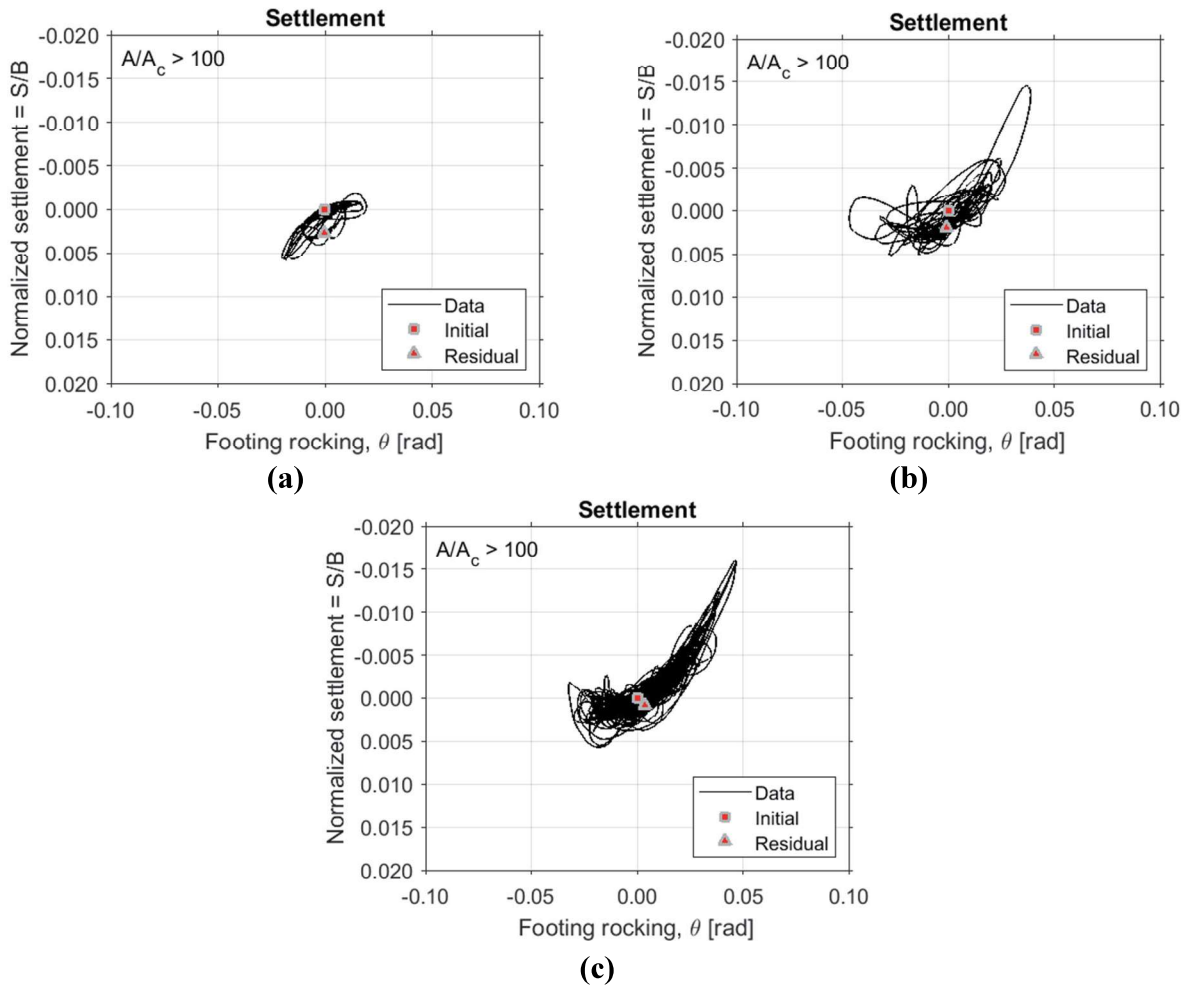 Settlement
A/Ac > 100
Normalized settlement = S/B
-0.020
-0.015
-0.010
-0.005
0.000
0.005
0.010
0.015
0.020
Data
Initial
Residual
-0.10
-0.05
0.00
0.05
0.10
Footing rocking, θ [rad]
(a)
Settlement
A/Ac > 100
Normalized settlement = S/B
-0.020
-0.015
-0.010
-0.005
0.000
0.005
0.010
0.015
0.020
Data
Initial
Residual
-0.10
-0.05
0.00
0.05
0.10
Footing rocking, θ [rad]
(b)
Settlement
A/Ac > 100
Normalized settlement = S/B
-0.020
-0.015
-0.010
-0.005
0.000
0.005
0.010
0.015
0.020
Data
Initial
Residual
-0.10
-0.05
0.00
0.05
0.10
Footing rocking, θ [rad]
(c)